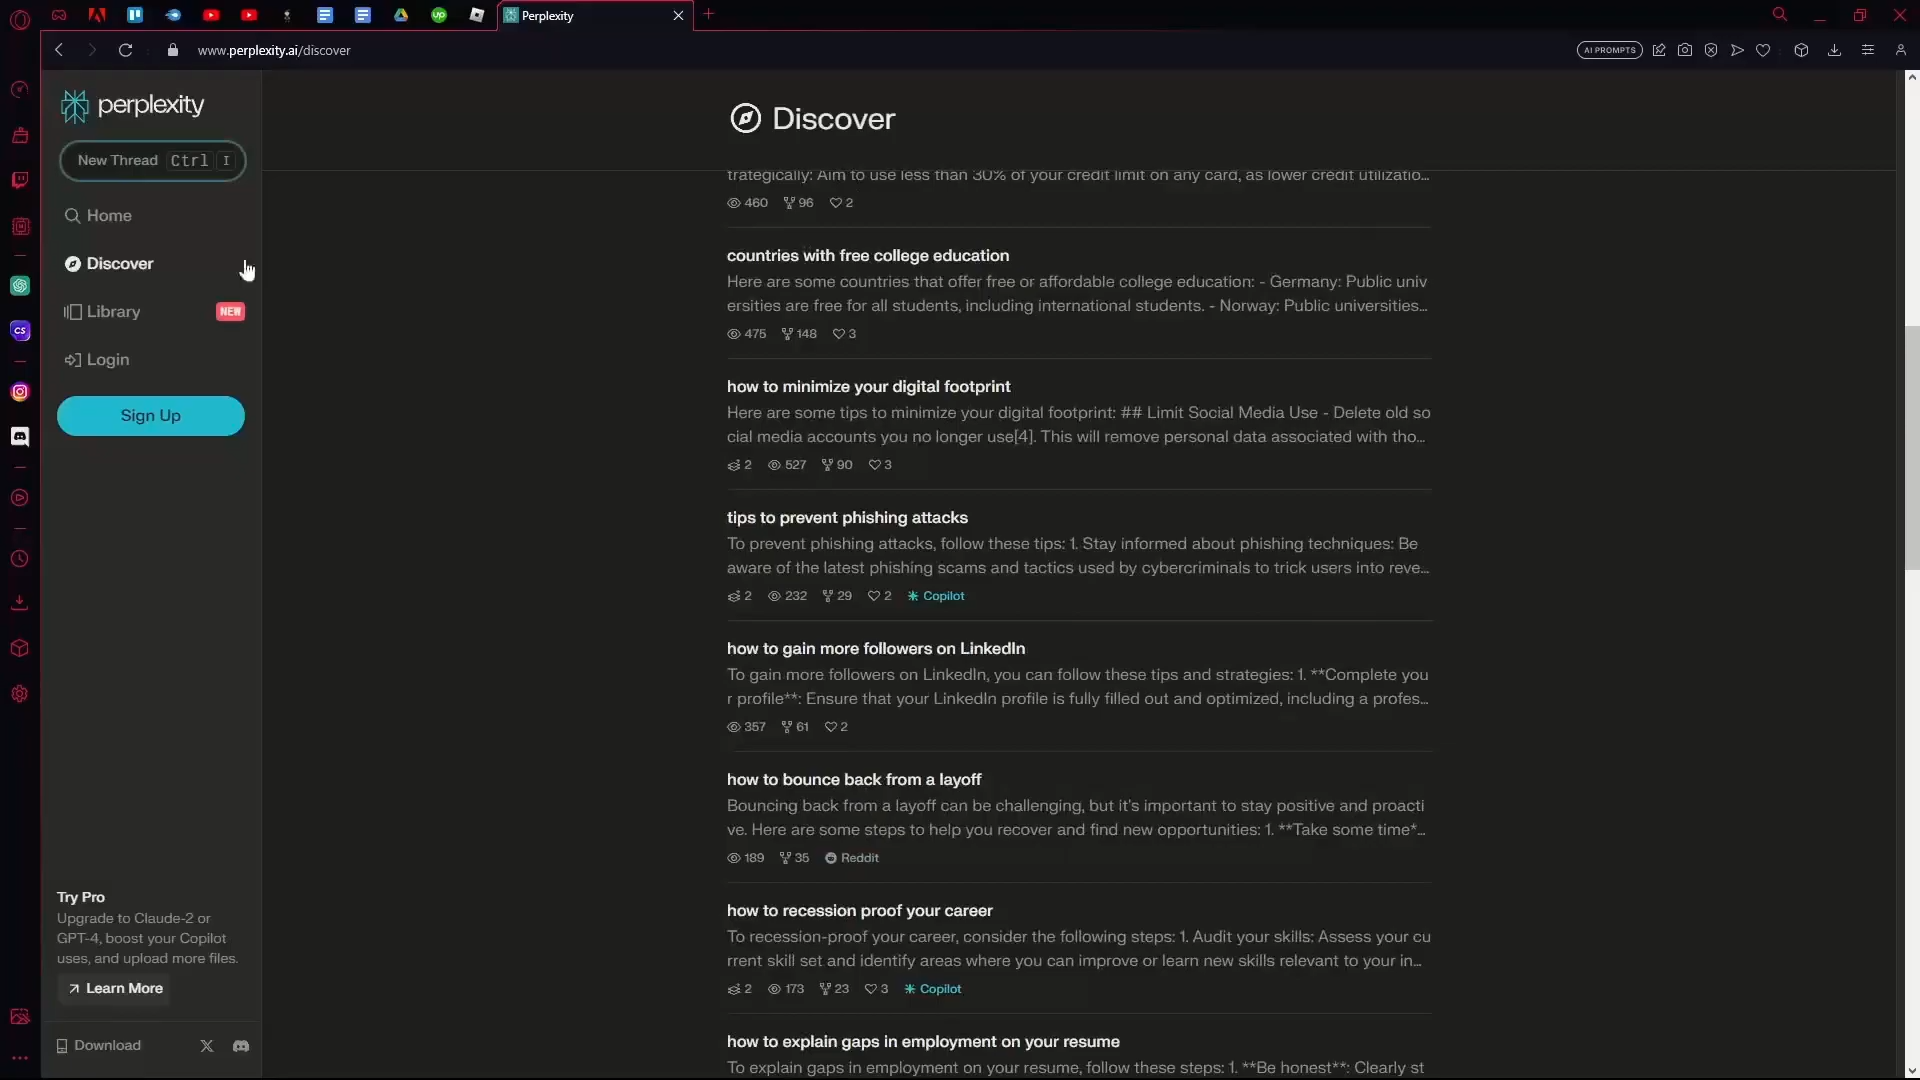 Perplexity
www.perplexity.ai/discover
AI PROMPTS
perplexity
New Thread Ctrl I
Home
Discover
Library NEW
Login
Sign Up
Try Pro
Upgrade to Claude-2 or
GPT-4, boost your Copilot
uses, and upload more files.
Learn More
Download
Discover
trategically: Aim to use less than 30% of your credit limit on any card, as lower credit utilizatio...
460 96 2
countries with free college education
Here are some countries that offer free or affordable college education: - Germany: Public univ
ersities are free for all students, including international students. - Norway: Public universities...
475 148 3
how to minimize your digital footprint
Here are some tips to minimize your digital footprint: ## Limit Social Media Use - Delete old so
cial media accounts you no longer use[4]. This will remove personal data associated with tho...
2 527 90 3
tips to prevent phishing attacks
To prevent phishing attacks, follow these tips: 1. Stay informed about phishing techniques: Be
aware of the latest phishing scams and tactics used by cybercriminals to trick users into reve...
2 232 29 2 Copilot
how to gain more followers on LinkedIn
To gain more followers on LinkedIn, you can follow these tips and strategies: 1. **Complete you
r profile**: Ensure that your LinkedIn profile is fully filled out and optimized, including a profes...
357 61 2
how to bounce back from a layoff
Bouncing back from a layoff can be challenging, but it's important to stay positive and proacti
ve. Here are some steps to help you recover and find new opportunities: 1. **Take some time*...
189 35 Reddit
how to recession proof your career
To recession-proof your career, consider the following steps: 1. Audit your skills: Assess your cu
rrent skill set and identify areas where you can improve or learn new skills relevant to your in...
2 173 23 3 Copilot
how to explain gaps in employment on your resume
To explain gaps in employment on your resume, follow these steps: 1. **Be honest**: Clearly st